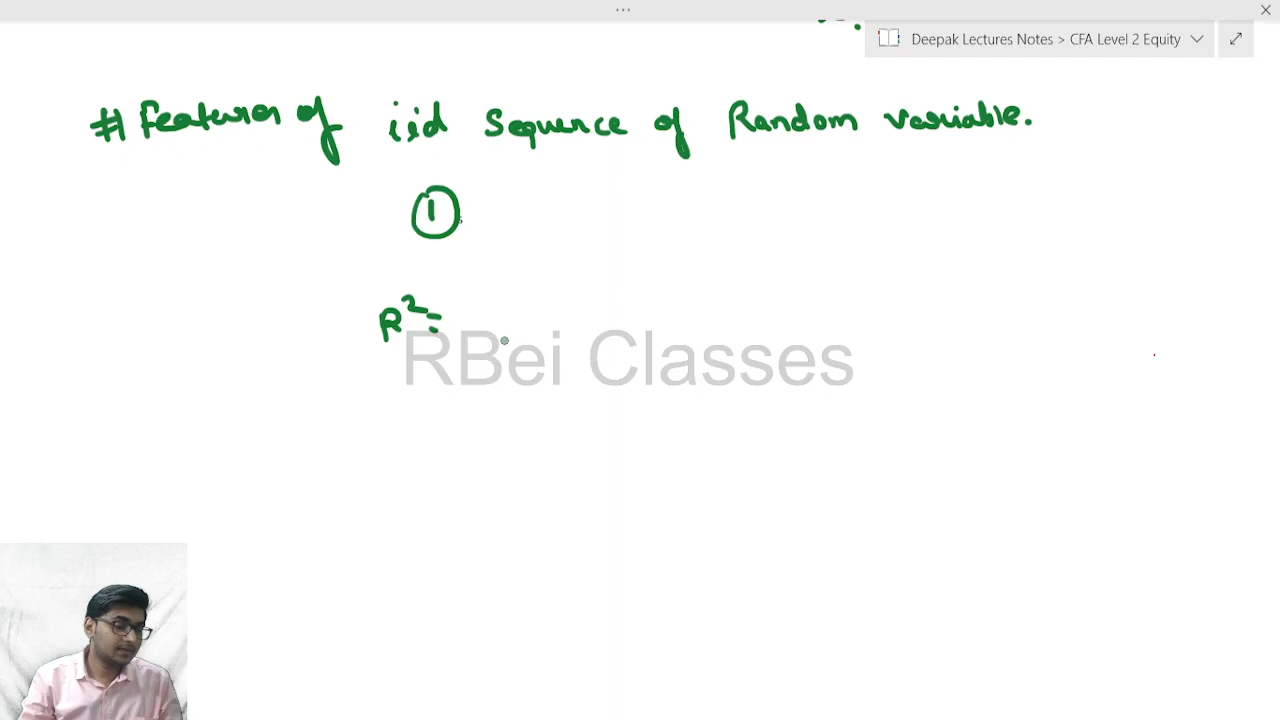 Deepak Lectures Notes > CFA Level 2 Equity
# Features of iid Sequence of Random variable.
1
R²=
RBei Classes